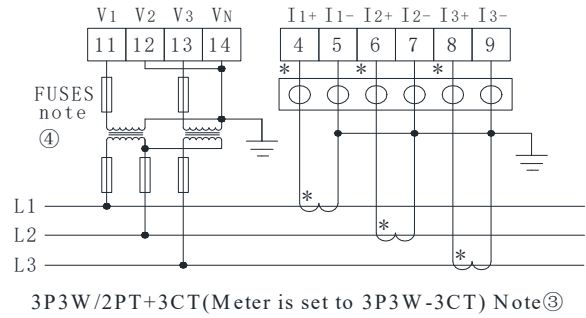 V1 V2 V3 VN I1+ I1- I2+ I2- I3+ I3-
11 12 13 14 4 5 6 7 8 9
* * *
FUSES
note
④
*
L1
*
L2
*
L3
3P3W/2PT+3CT(Meter is set to 3P3W-3CT) Note③